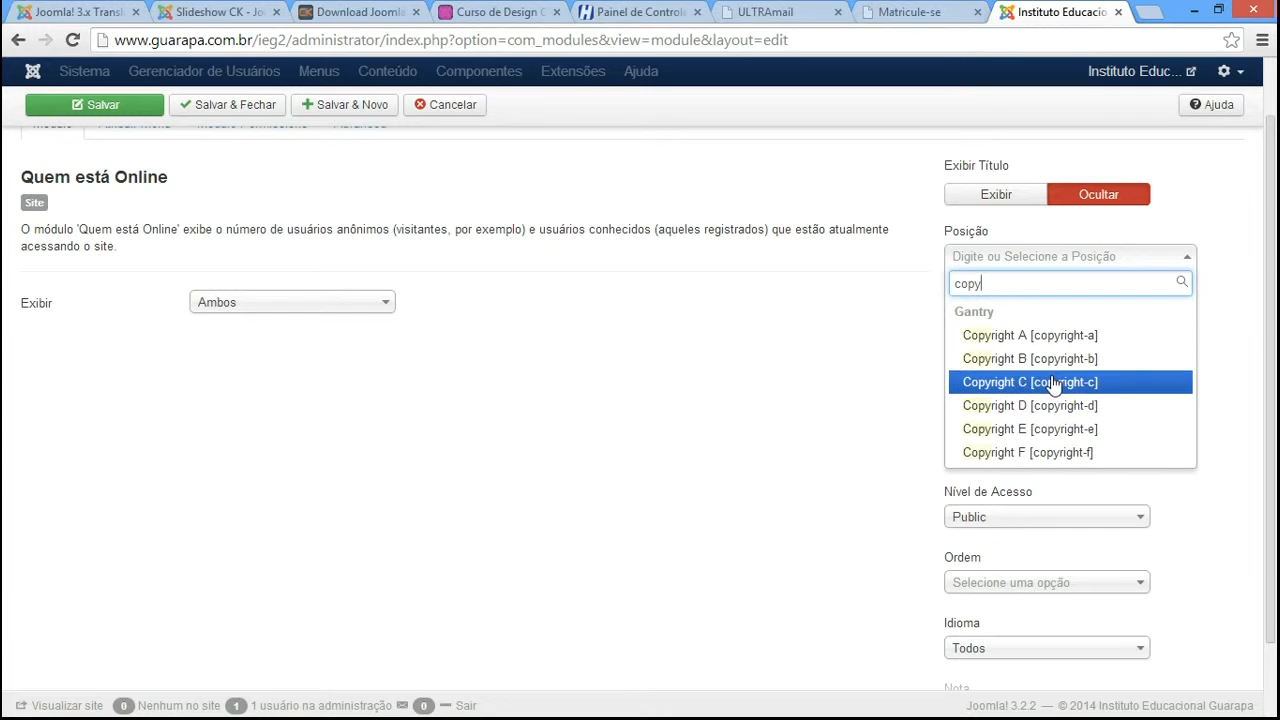 Joomla! 3.x Transl
Slideshow CK - Joo
Download Joomla
Curso de Design C
Painel de Controle
ULTRAmail
Matricule-se
Instituto Educacio
www.guarapa.com.br/ieg2/administrator/index.php?option=com_modules&view=module&layout=edit
Sistema Gerenciador de Usuários Menus Conteúdo Componentes Extensões Ajuda
Instituto Educ...
Salvar
Salvar & Fechar
Salvar & Novo
Cancelar
Ajuda
Quem está Online
Site
O módulo 'Quem está Online' exibe o número de usuários anônimos (visitantes, por exemplo) e usuários conhecidos (aqueles registrados) que estão atualmente
acessando o site.
Exibir
Ambos
Exibir Título
Exibir
Ocultar
Posição
Digite ou Selecione a Posição
copy
Gantry
Copyright A [copyright-a]
Copyright B [copyright-b]
Copyright C [copyright-c]
Copyright D [copyright-d]
Copyright E [copyright-e]
Copyright F [copyright-f]
Nível de Acesso
Public
Ordem
Selecione uma opção
Idioma
Todos
Nota
Visualizar site 0 Nenhum no site 1 1 usuário na administração 0 Sair
Joomla! 3.2.2 — © 2014 Instituto Educacional Guarapa